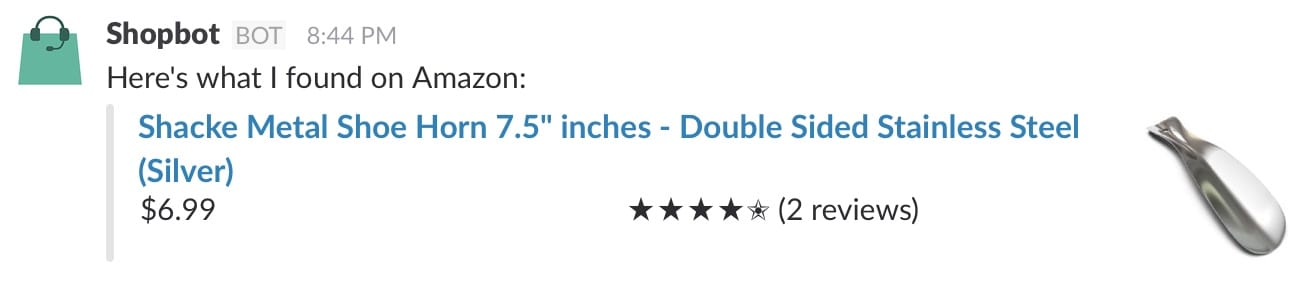 Shopbot BOT 8:44 PM
Here's what I found on Amazon:
Shacke Metal Shoe Horn 7.5" inches - Double Sided Stainless Steel
(Silver)
$6.99 ★★★★✯ (2 reviews)